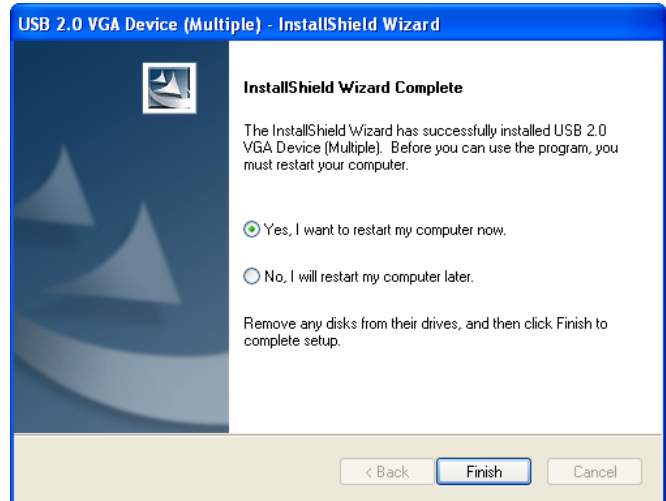 USB 2.0 VGA Device (Multiple) - InstallShield Wizard
InstallShield Wizard Complete
The InstallShield Wizard has successfully installed USB 2.0
VGA Device (Multiple).  Before you can use the program, you
must restart your computer.
Yes, I want to restart my computer now.
No, I will restart my computer later.
Remove any disks from their drives, and then click Finish to
complete setup.
< Back
Finish
Cancel